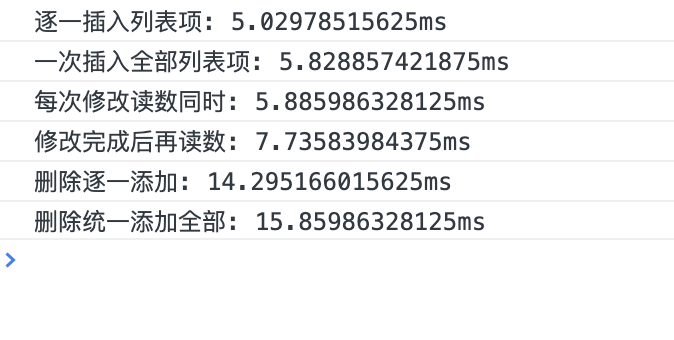 逐一插入列表项: 5.02978515625ms
一次插入全部列表项: 5.828857421875ms
每次修改读数同时: 5.885986328125ms
修改完成后再读数: 7.73583984375ms
删除逐一添加: 14.295166015625ms
删除统一添加全部: 15.85986328125ms